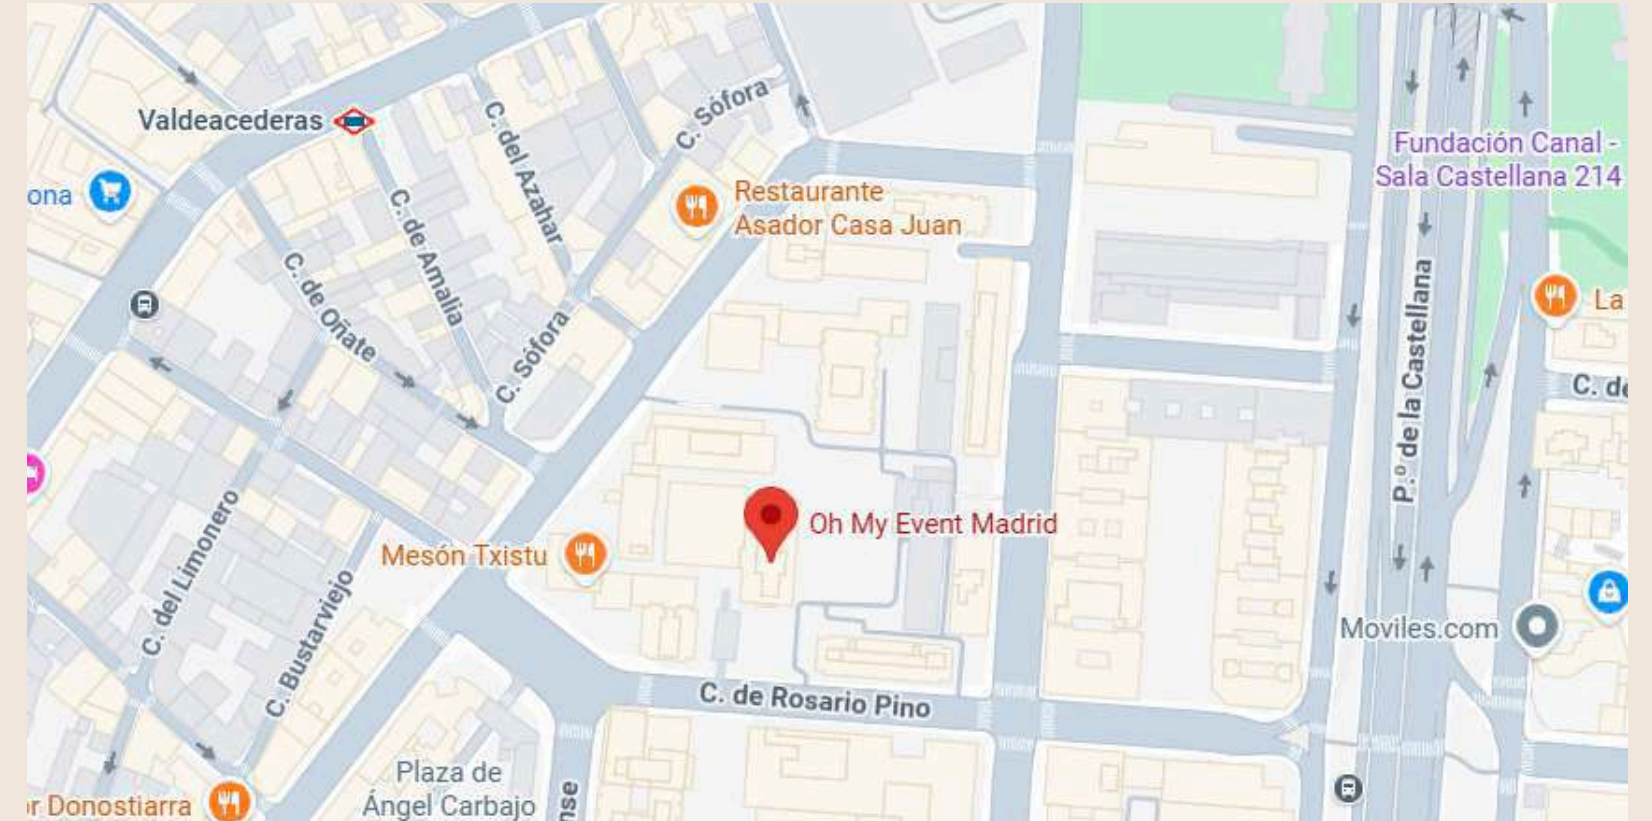 Valdeacederas
ona
C. Sófora
C. del Azahar
C. de Amalia
C. de Oñate
C. Sófora
Restaurante
Asador Casa Juan
Fundación Canal -
Sala Castellana 214
La
P.º de la Castellana
C. de
Oh My Event Madrid
Mesón Txistu
C. del Limonero
C. Bustarviejo
Moviles.com
C. de Rosario Pino
Plaza de
Ángel Carbajo
or Donostiarra
nse